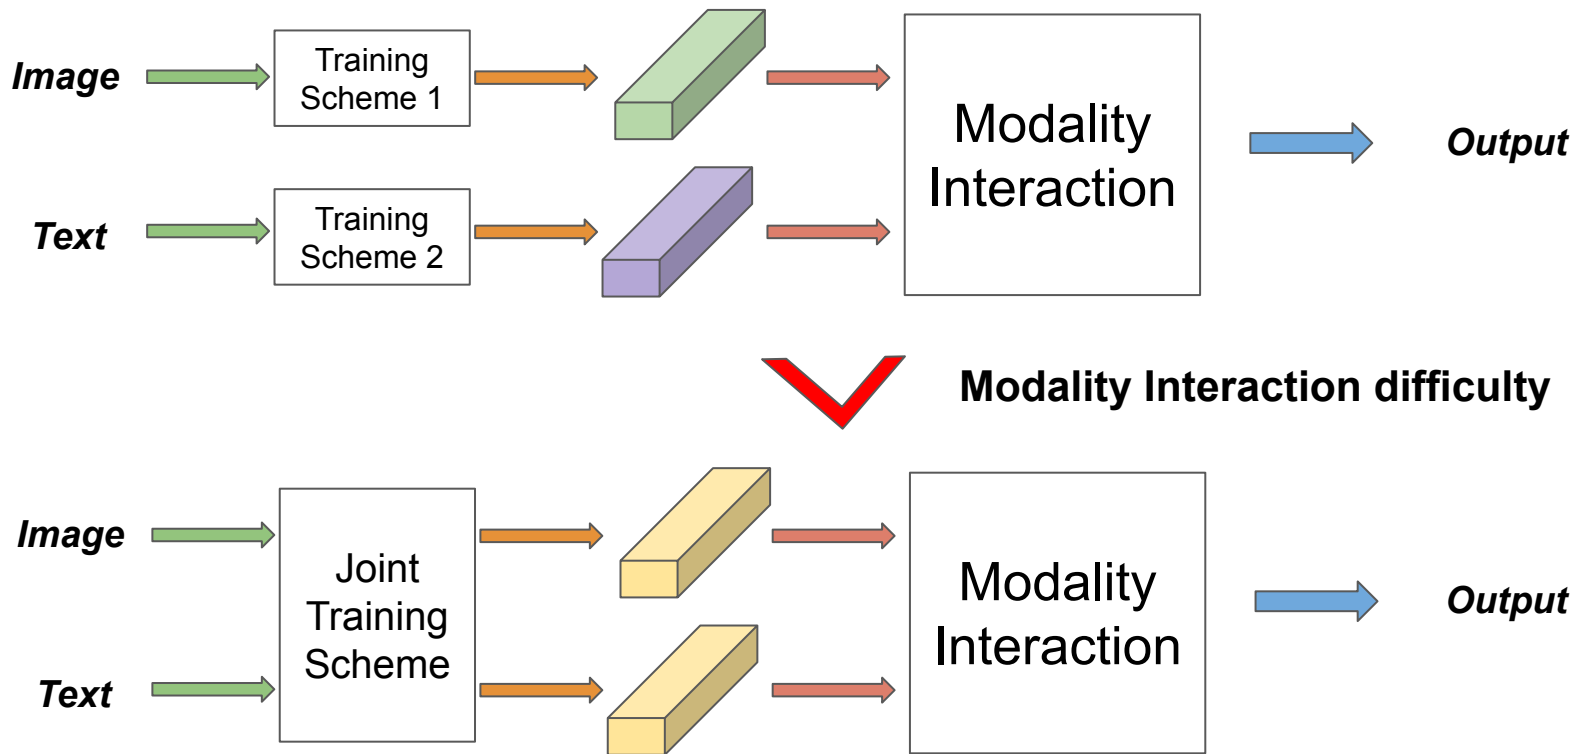 Image
Training
Scheme 1
Modality
Interaction
Output
Text
Training
Scheme 2
Modality Interaction difficulty
Image
Joint
Training
Scheme
Modality
Interaction
Output
Text